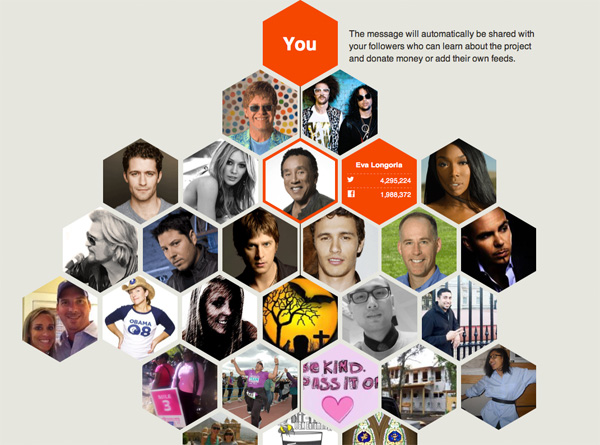 You
The message will automatically be shared with
your followers who can learn about the project
and donate money or add their own feeds.
Eva Longoria
4,295,224
1,988,372
OBAMA
08
MILE
3
BE KIND.
PASS IT ON